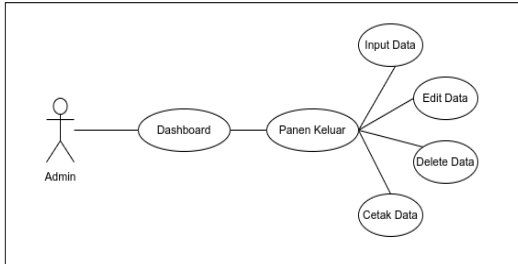 Input Data
Edit Data
Dashboard
Panen Keluar
Delete Data
Admin
Cetak Data